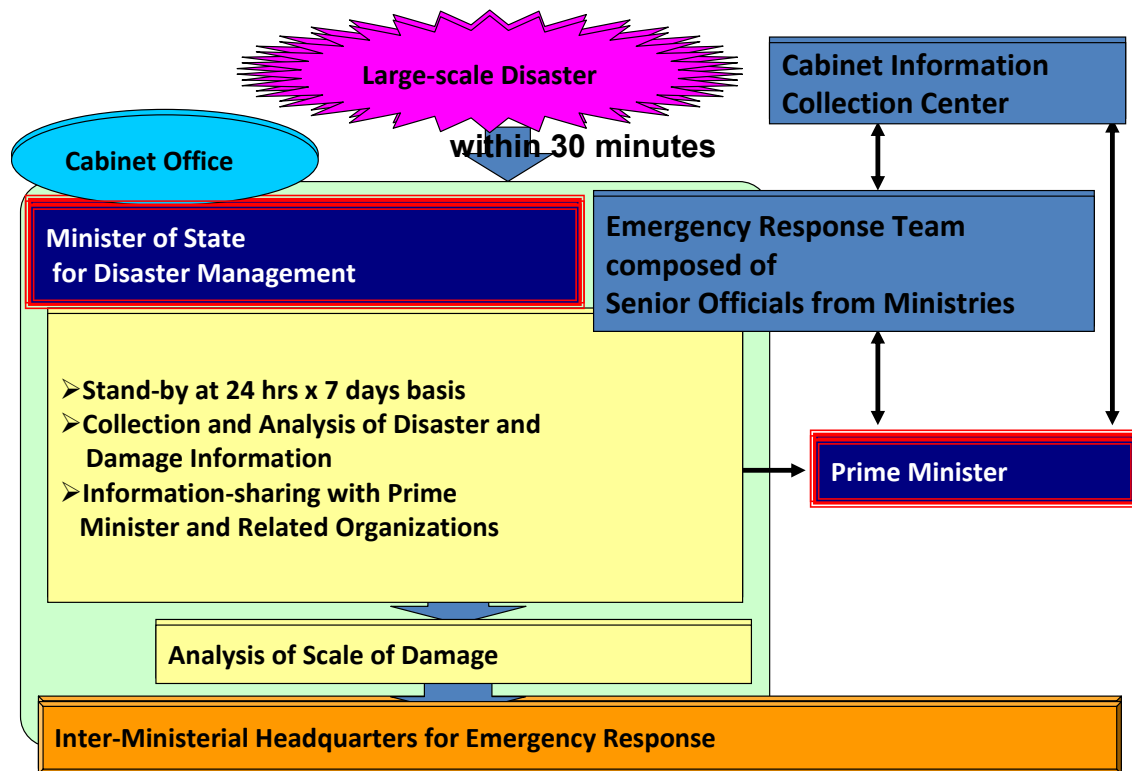 Large-scale Disaster
Cabinet Information
Collection Center
within 30 minutes
Cabinet Office
Minister of State
for Disaster Management
Emergency Response Team
composed of
Senior Officials from Ministries
➢Stand-by at 24 hrs x 7 days basis
➢Collection and Analysis of Disaster and
Damage Information
➢Information-sharing with Prime
Minister and Related Organizations
Prime Minister
Analysis of Scale of Damage
Inter-Ministerial Headquarters for Emergency Response